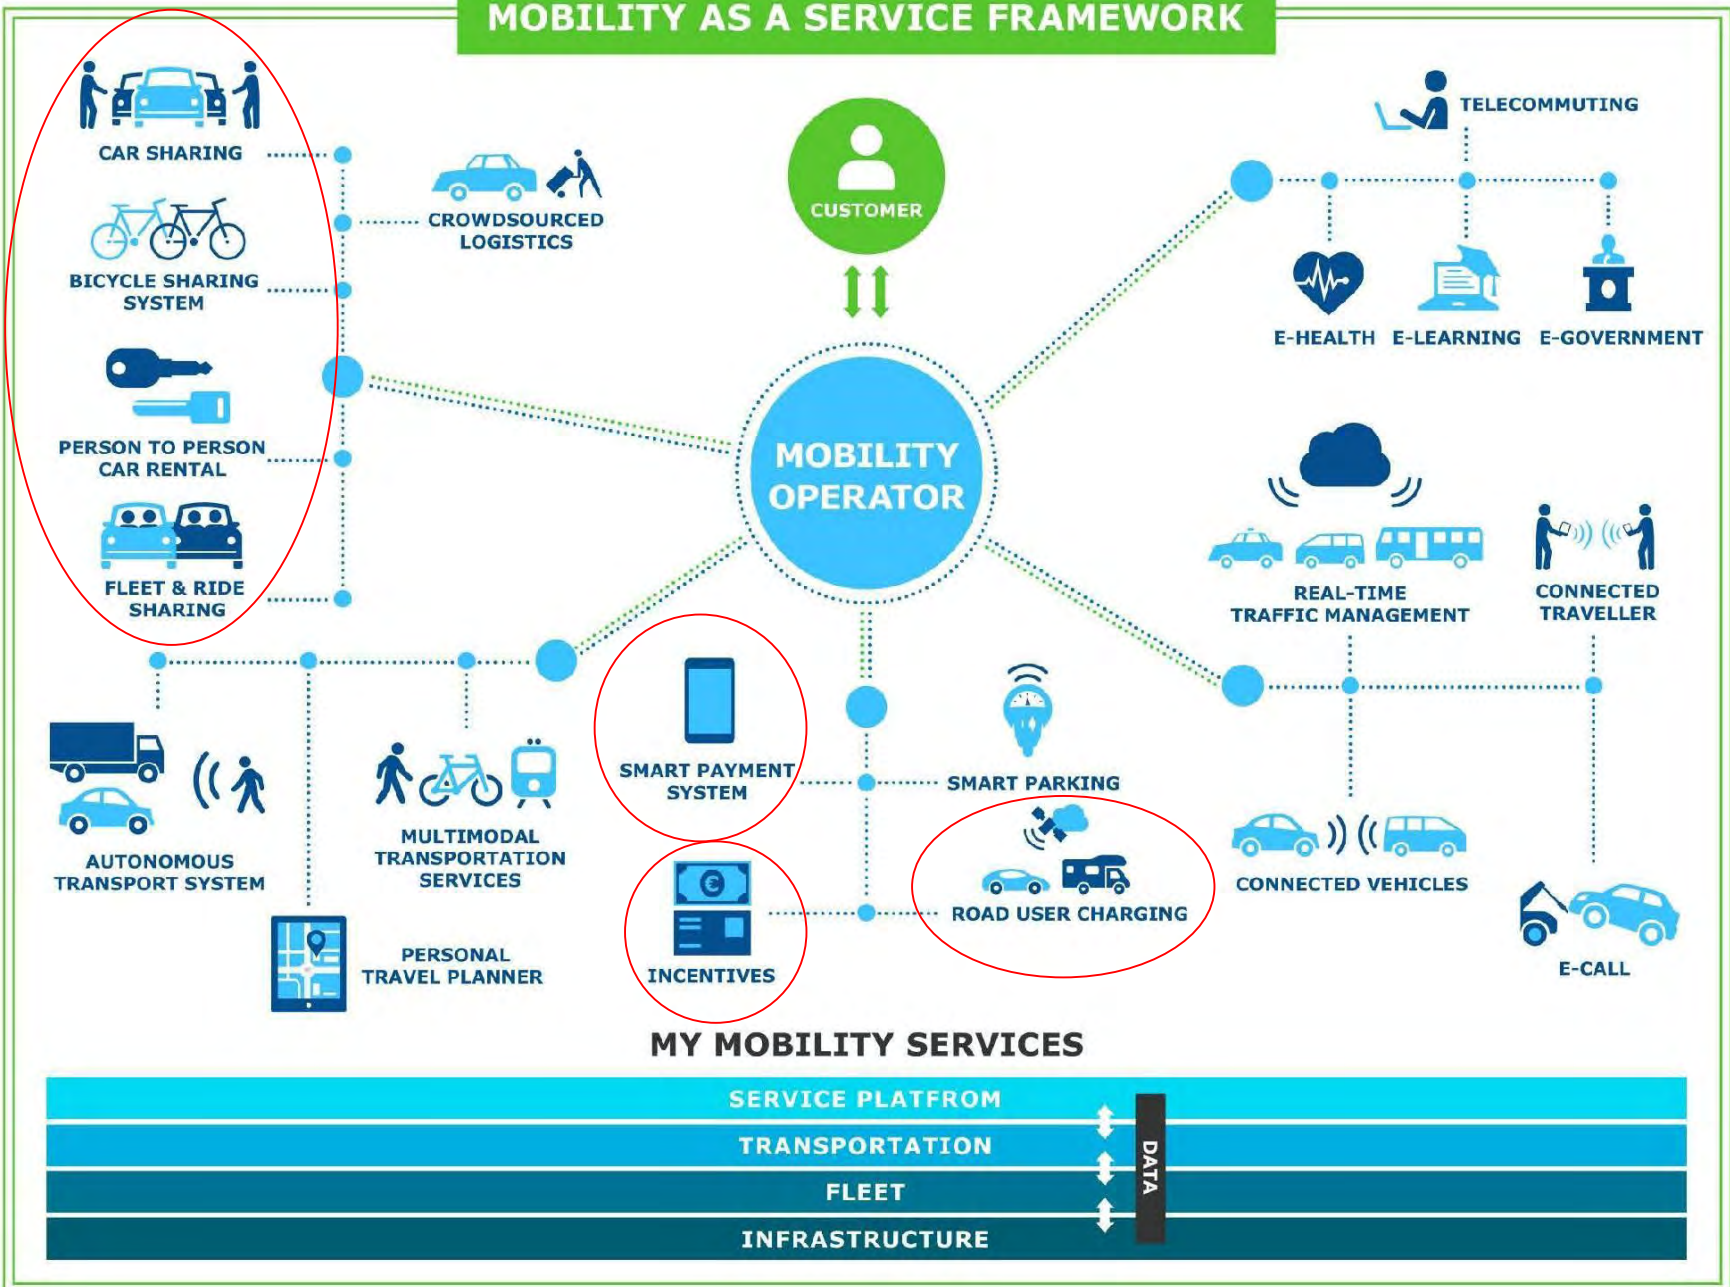 MOBILITY AS A SERVICE FRAMEWORK
CAR SHARING
CROWDSOURCED
LOGISTICS
BICYCLE SHARING
SYSTEM
PERSON TO PERSON
CAR RENTAL
FLEET & RIDE
SHARING
CUSTOMER
MOBILITY
OPERATOR
TELECOMMUTING
E-HEALTH
E-LEARNING
E-GOVERNMENT
REAL-TIME
TRAFFIC MANAGEMENT
CONNECTED
TRAVELLER
AUTONOMOUS
TRANSPORT SYSTEM
MULTIMODAL
TRANSPORTATION
SERVICES
PERSONAL
TRAVEL PLANNER
SMART PAYMENT
SYSTEM
SMART PARKING
€
INCENTIVES
ROAD USER CHARGING
CONNECTED VEHICLES
E-CALL
MY MOBILITY SERVICES
SERVICE PLATFROM
TRANSPORTATION
FLEET
INFRASTRUCTURE
DATA